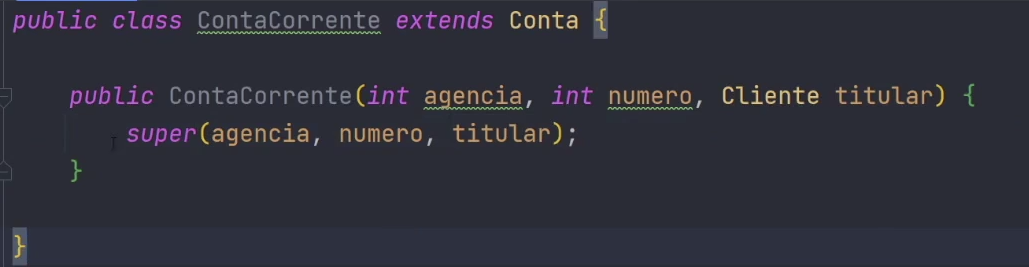 public class ContaCorrente extends Conta {
public ContaCorrente(int agencia, int numero, Cliente titular) {
super(agencia, numero, titular);
}
}